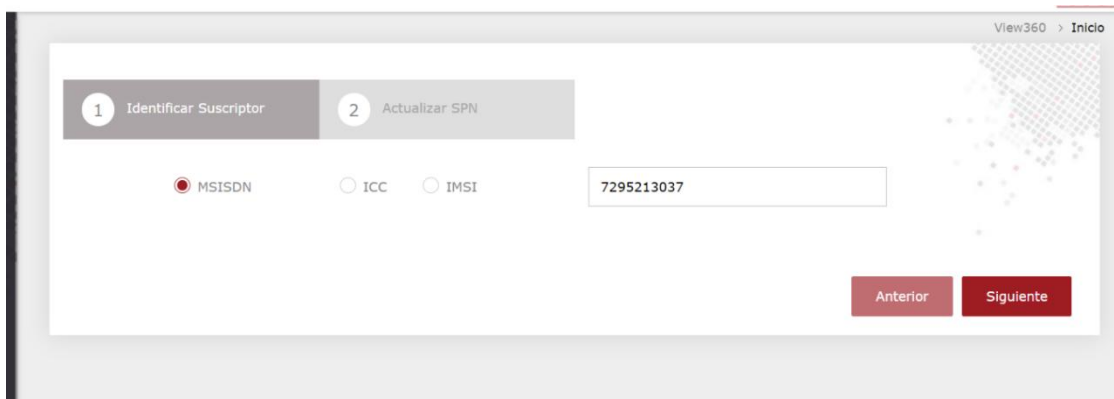 View360 > Inicio
1 Identificar Suscriptor 2 Actualizar SPN
MSISDN ICC IMSI 7295213037
Anterior Siguiente